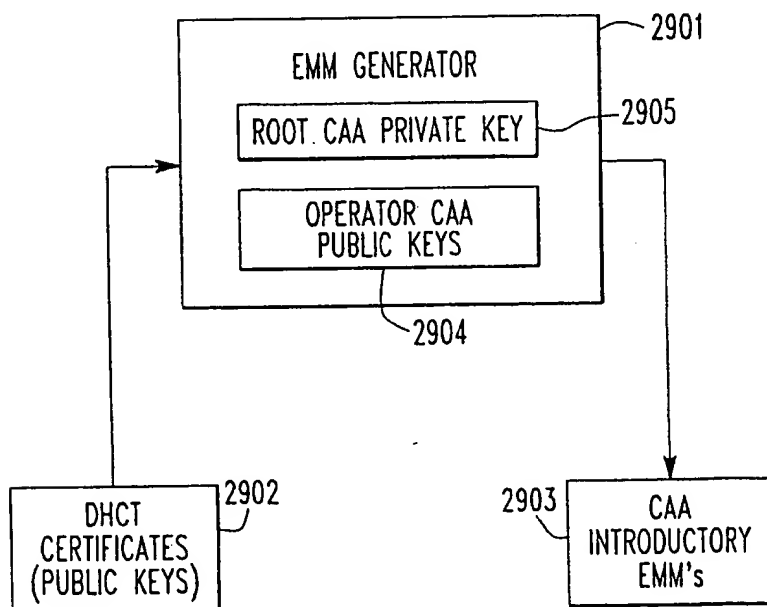 2901
EMM GENERATOR
ROOT. CAA PRIVATE KEY
2905
OPERATOR CAA
PUBLIC KEYS
2904
2902
DHCT
CERTIFICATES
(PUBLIC KEYS)
2903
CAA
INTRODUCTORY
EMM's